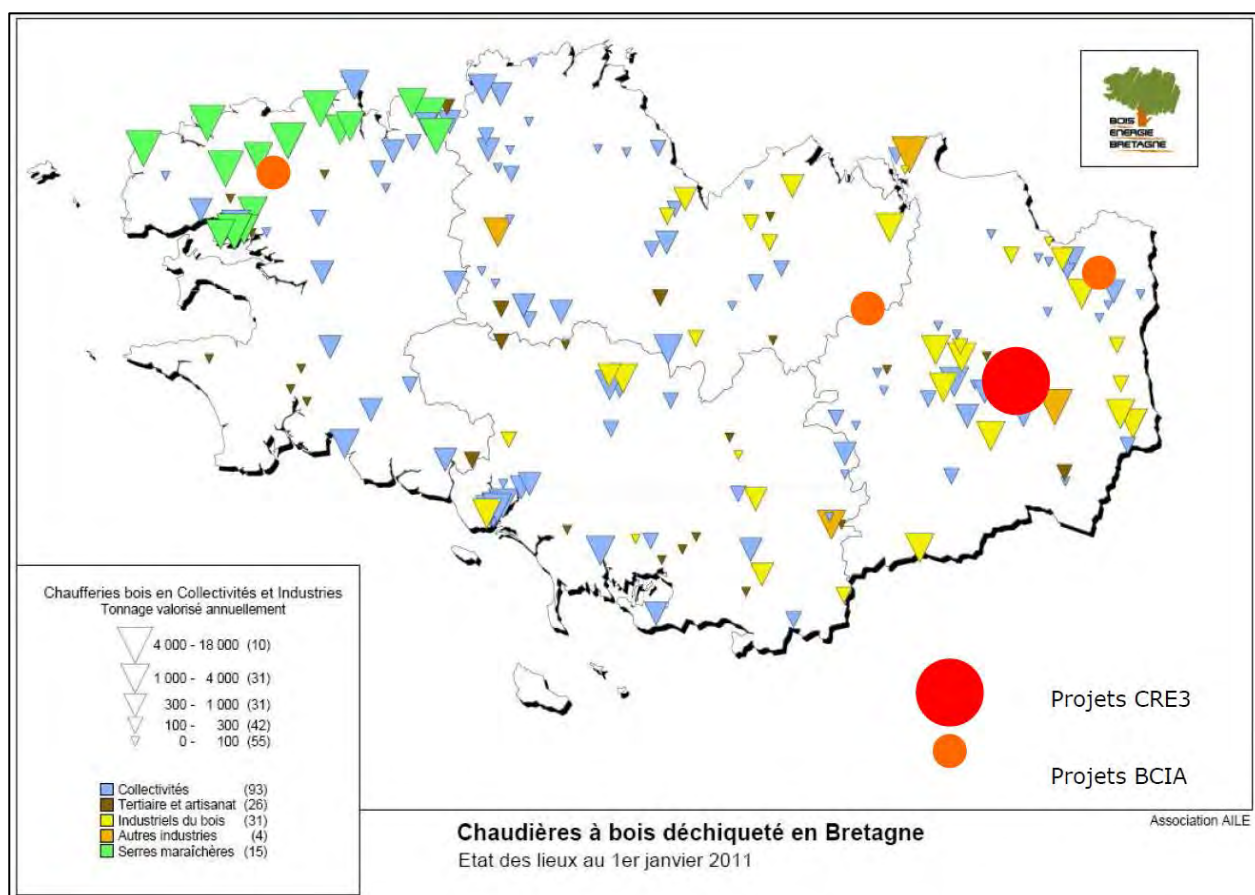 BOIS
ENERGIE
BRETAGNE
Chaufferies bois en Collectivités et Industries
Tonnage valorisé annuellement
4 000 - 18 000 (10)
1 000 - 4 000 (31)
300 - 1 000 (31)
100 - 300 (42)
0 - 100 (55)
Collectivités (93)
Tertiaire et artisanat (26)
Industriels du bois (31)
Autres industries (4)
Serres maraîchères (15)
Projets CRE3
Projets BCIA
Chaudières à bois déchiqueté en Bretagne
Etat des lieux au 1er janvier 2011
Association AILE